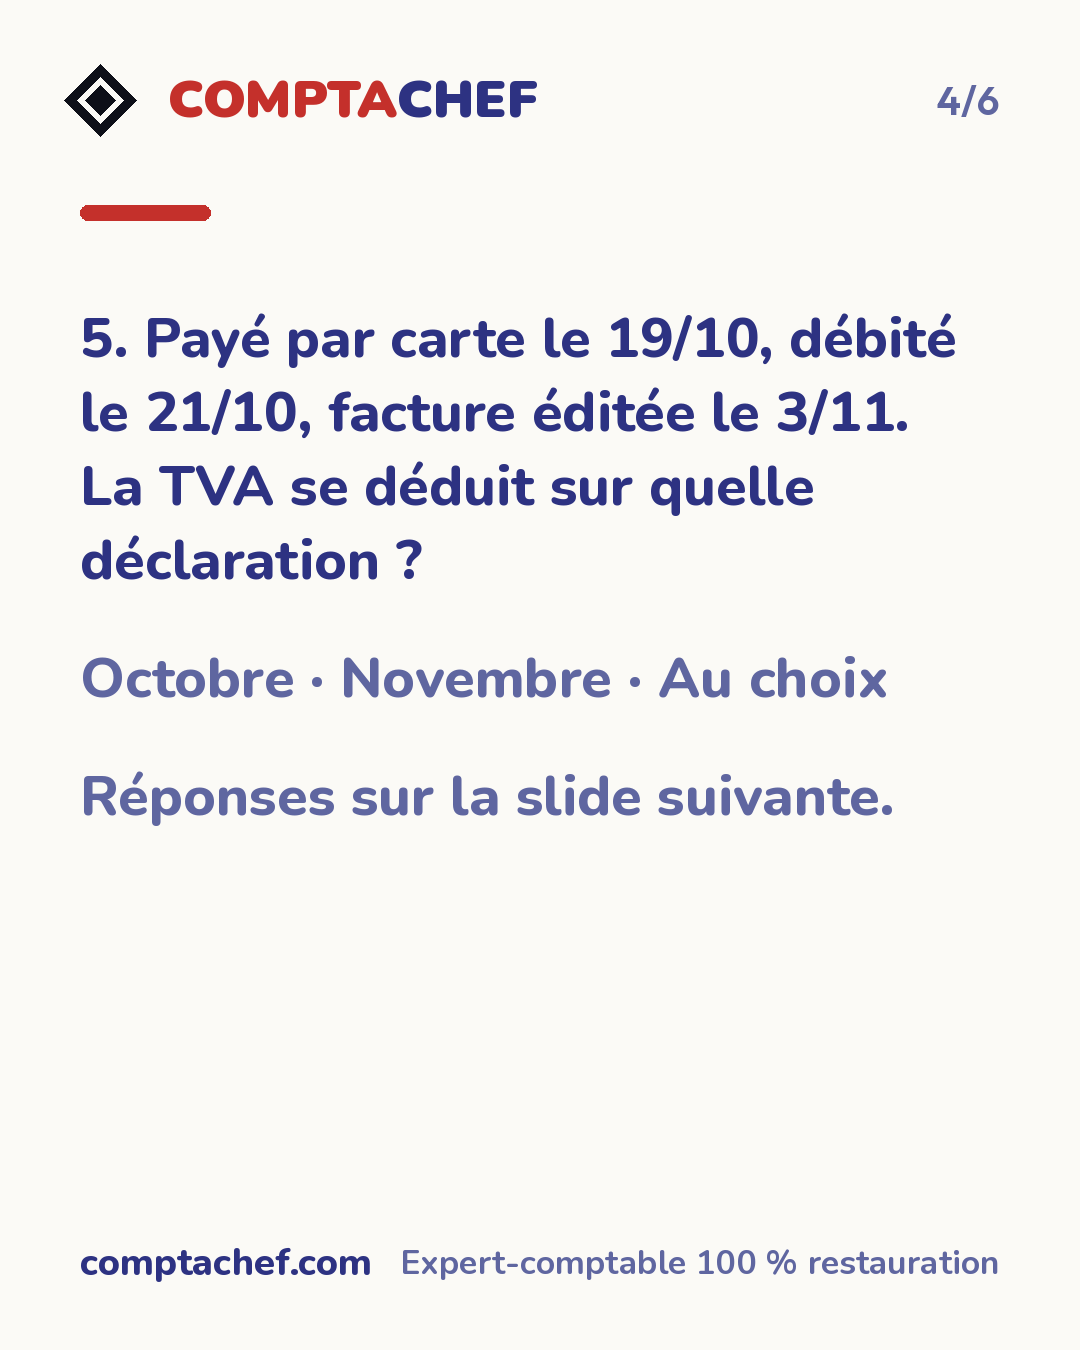 COMPTACHEF
4/6
5. Payé par carte le 19/10, débité
le 21/10, facture éditée le 3/11.
La TVA se déduit sur quelle
déclaration ?
Octobre · Novembre · Au choix
Réponses sur la slide suivante.
comptachef.com
Expert-comptable 100 % restauration